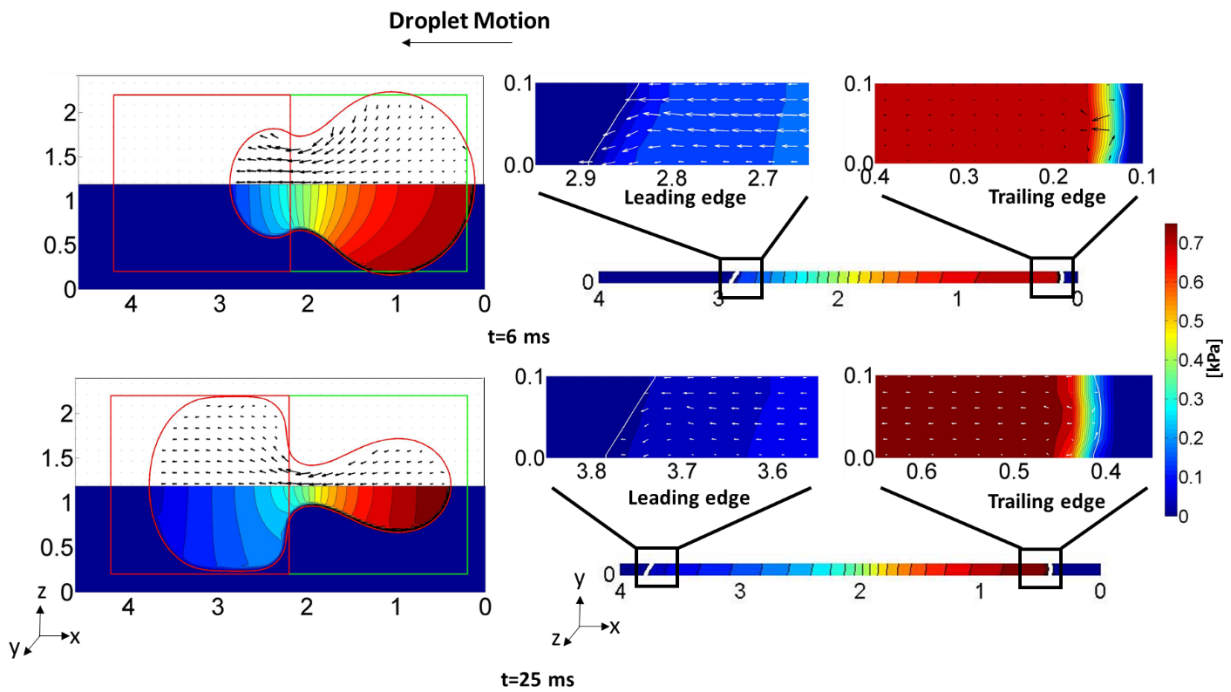 Droplet Motion
2
1.5
1
0.5
0
4 3 2 1 0
0.1
0.0
2.9 2.8 2.7
Leading edge
0.1
0.0
0.4 0.3 0.2 0.1
Trailing edge
0
4 3 2 1 0
t=6 ms
0.7
0.6
0.5
0.4
0.3
0.2
0.1
0
[kPa]
2
1.5
1
0.5
0
4 3 2 1 0
0.1
0.0
3.8 3.7 3.6
Leading edge
0.1
0.0
0.6 0.5 0.4
Trailing edge
0
4 3 2 1 0
z
y x
y
z x
t=25 ms